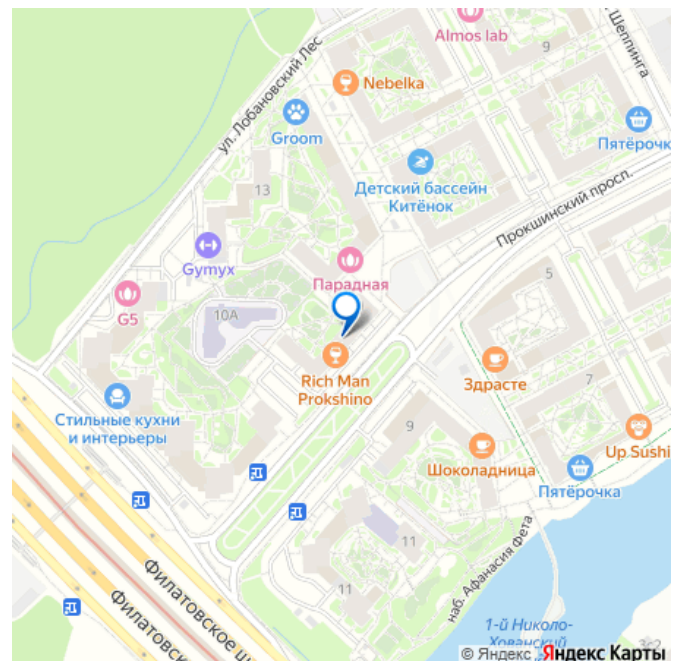 Almos lab
9
Шеппинга
ул. Лобановский Лес
Nebelka
Groom
Пятёрочк
Детский бассейн
Китёнок
13
Прокшинский просп.
Gymyx
Парадная
5
G5
10А
Rich Man
Prokshino
Здрасте
7
Стильные кухни
и интерьеры
9
Шоколадница
Up Sushi
Пятёрочка
11
11
наб. Афанасия Фета
Филатовское ш
Филатовск
1-й Николо-
Хованский
© Яндекс Яндекс Карты